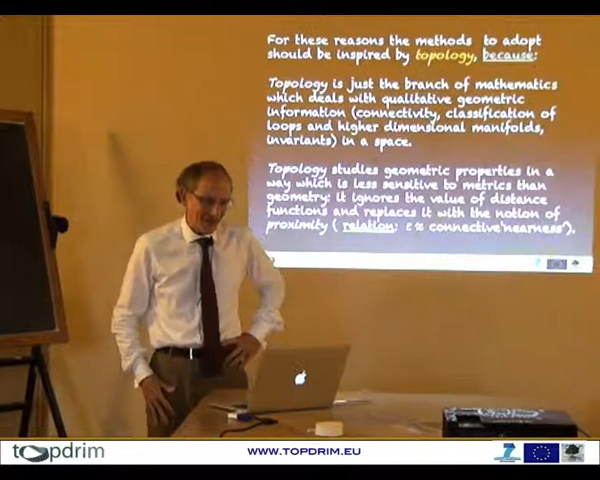 For these reasons the methods to adopt
should be inspired by topology, because:
Topology is just the branch of mathematics
which deals with qualitative geometric
information (connectivity, classification of
loops and higher dimensional manifolds,
invariants) in a space.
Topology studies geometric properties in a
way which is less sensitive to metrics than
geometry: it ignores the value of distance
functions and replaces it with the notion of
proximity ( relation: ε ≈ connective'nearness').
topdrim
WWW.TOPDRIM.EU